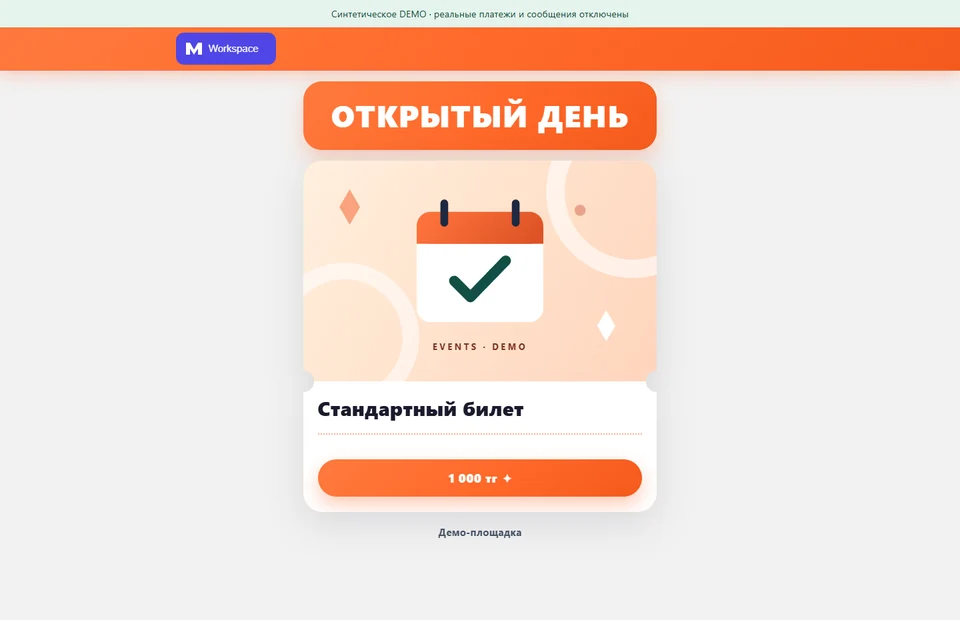 Синтетическое DEMO · реальные платежи и сообщения отключены
M Workspace
ОТКРЫТЫЙ ДЕНЬ
EVENTS · DEMO
Стандартный билет
1 000 тг ✦
Демо-площадка